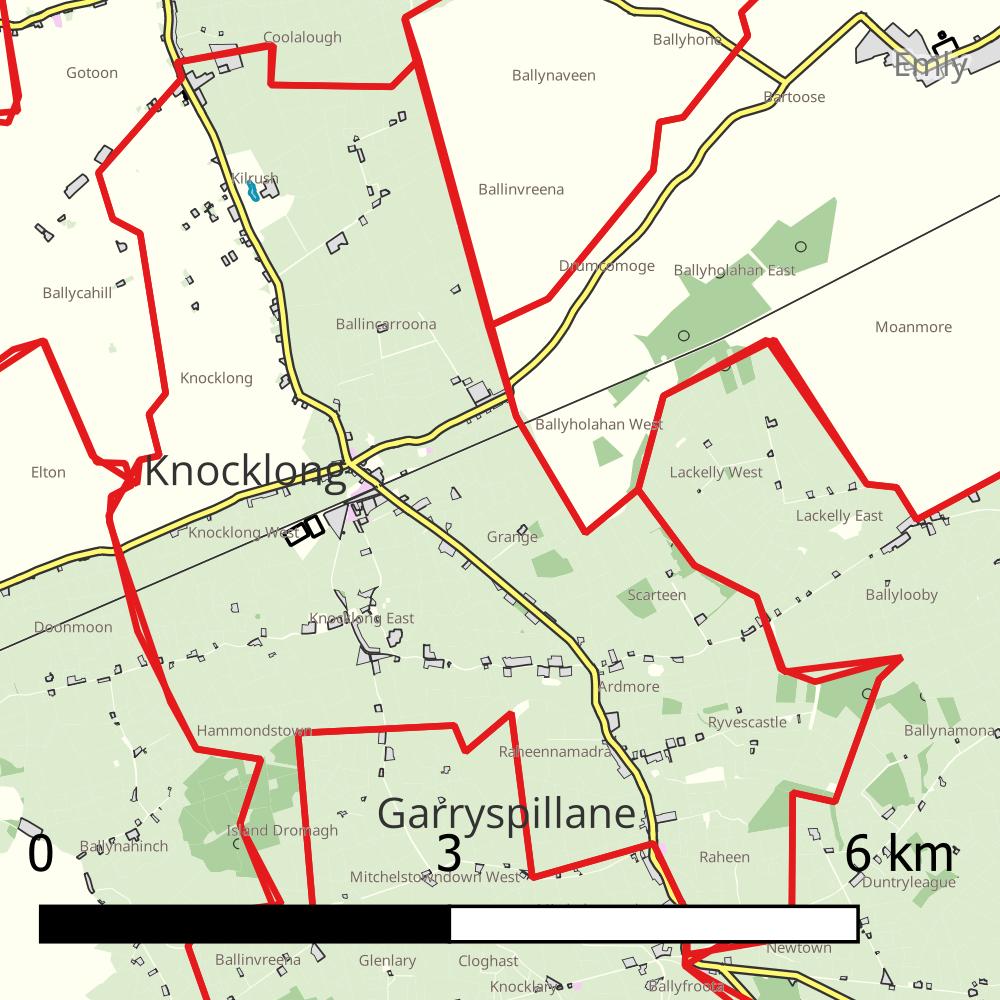 Coolalough
Ballyhone
Emly
Gotoon
Ballynaveen
Bartoose
Kilrush
Ballinvreena
Drumcomoge
Ballyholahan East
Ballycahill
Ballincarroona
Moanmore
Knocklong
Ballyholahan West
Elton
Knocklong
Lackelly West
Lackelly East
Knocklong West
Grange
Scarteen
Ballylooby
Doonmoon
Knocklong East
Ardmore
Ryvescastle
Hammondstown
Ballynamona
Raheennamadra
Garryspillane
Island Dromagh
Ballynahinch
0 3 6 km
Raheen
Mitchelstowndown West
Duntryleague
Newtown
Ballinvreena
Glenlary
Cloghast
Knocklary
Ballyfroota